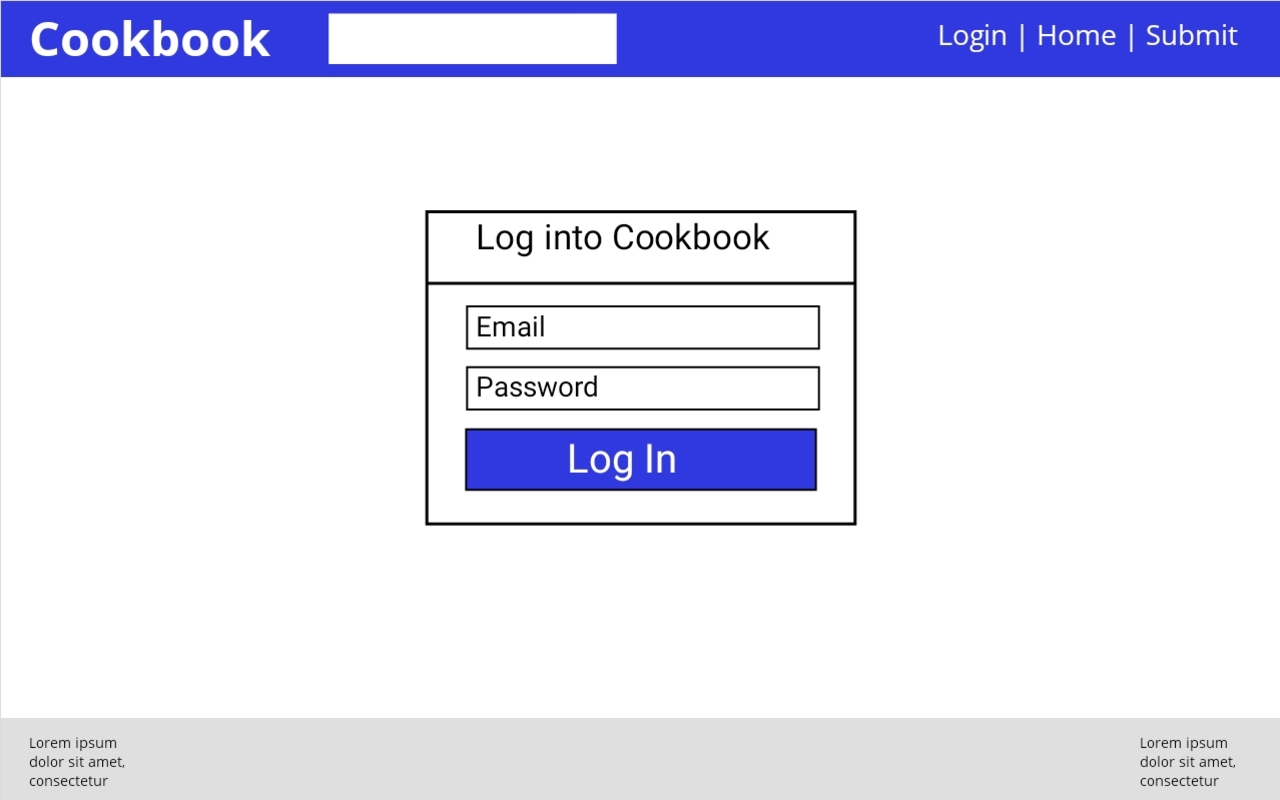 Cookbook
Login | Home | Submit
Log into Cookbook
Email
Password
Log In
Lorem ipsum
dolor sit amet,
consectetur
Lorem ipsum
dolor sit amet,
consectetur